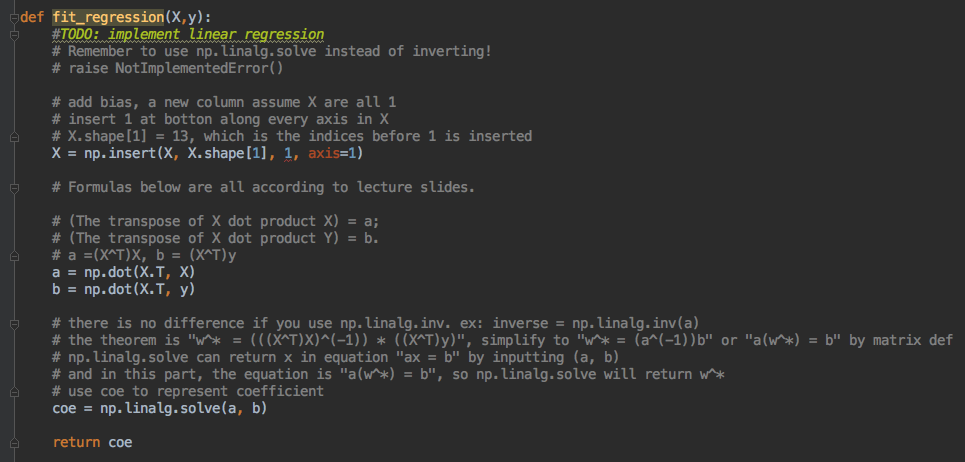 def fit_regression(X,y):
#TODO: implement linear regression
# Remember to use np.linalg.solve instead of inverting!
# raise NotImplementedError()
# add bias, a new column assume X are all 1
# insert 1 at botton along every axis in X
# X.shape[1] = 13, which is the indices before 1 is inserted
X = np.insert(X, X.shape[1], 1, axis=1)
# Formulas below are all according to lecture slides.
# (The transpose of X dot product X) = a;
# (The transpose of X dot product Y) = b.
# a =(X^T)X, b = (X^T)y
a = np.dot(X.T, X)
b = np.dot(X.T, y)
# there is no difference if you use np.linalg.inv. ex: inverse = np.linalg.inv(a)
# the theorem is "w^* = (((X^T)X)^(-1)) * ((X^T)y)", simplify to "w^* = (a^(-1))b" or "a(w^*) = b" by matrix def
# np.linalg.solve can return x in equation "ax = b" by inputting (a, b)
# and in this part, the equation is "a(w^*) = b", so np.linalg.solve will return w^*
# use coe to represent coefficient
coe = np.linalg.solve(a, b)
return coe